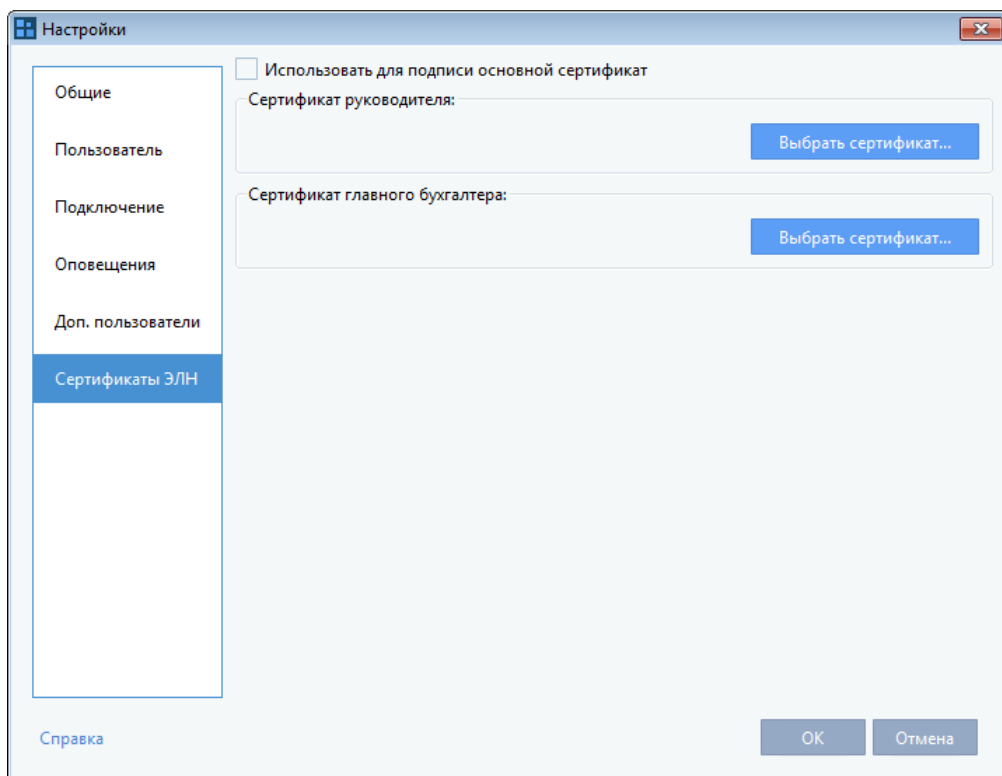 Настройки
Общие
Пользователь
Подключение
Оповещения
Доп. пользователи
Сертификаты ЭЛН
Использовать для подписи основной сертификат
Сертификат руководителя:
Выбрать сертификат...
Сертификат главного бухгалтера:
Выбрать сертификат...
Справка
ОК
Отмена